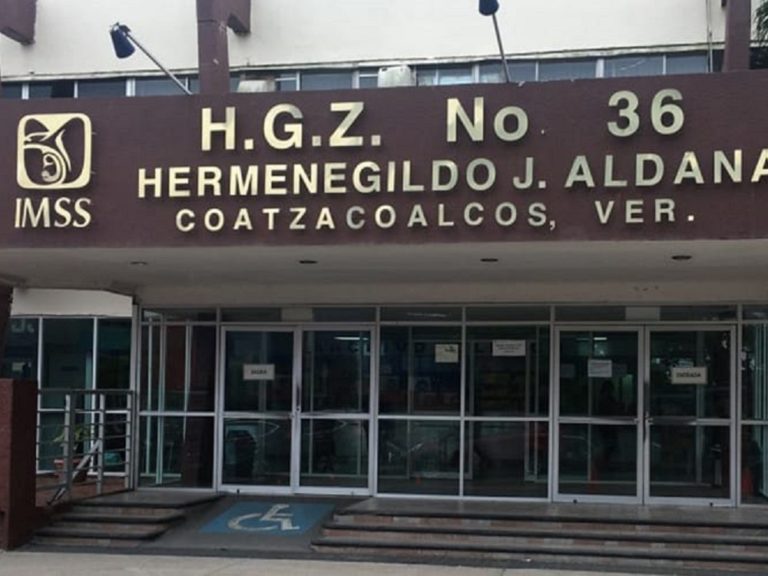 H.G.Z. No. 36
HERMENEGILDO J. ALDANA
IMSS
COATZACOALCOS, VER.
SALIDA
ENTRADA